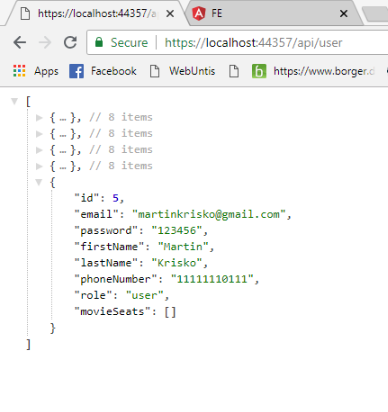 https://localhost:44357/a
FE
Secure https://localhost:44357/api/user
Apps Facebook WebUntis https://www.borger.d
[
{ … }, // 8 items
{ … }, // 8 items
{ … }, // 8 items
{ … }, // 8 items
{
"id": 5,
"email": "martinkrisko@gmail.com",
"password": "123456",
"firstName": "Martin",
"lastName": "Krisko",
"phoneNumber": "11111110111",
"role": "user",
"movieSeats": []
}
]